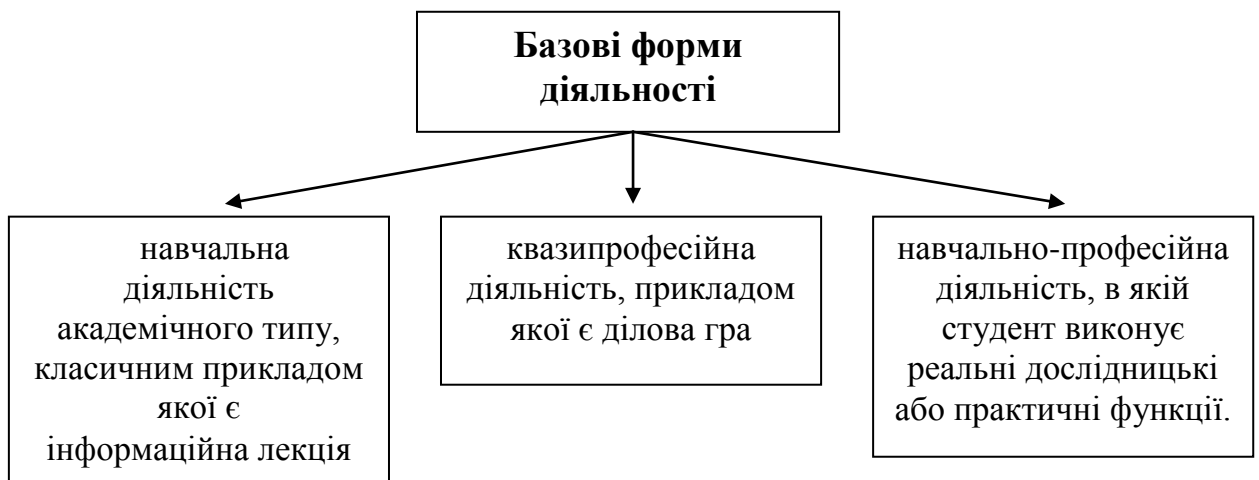 Базові форми
діяльності
навчальна
діяльність
академічного типу,
класичним прикладом
якої є
інформаційна лекція
квазипрофесійна
діяльність, прикладом
якої є ділова гра
навчально-професійна
діяльність, в якій
студент виконує
реальні дослідницькі
або практичні функції.